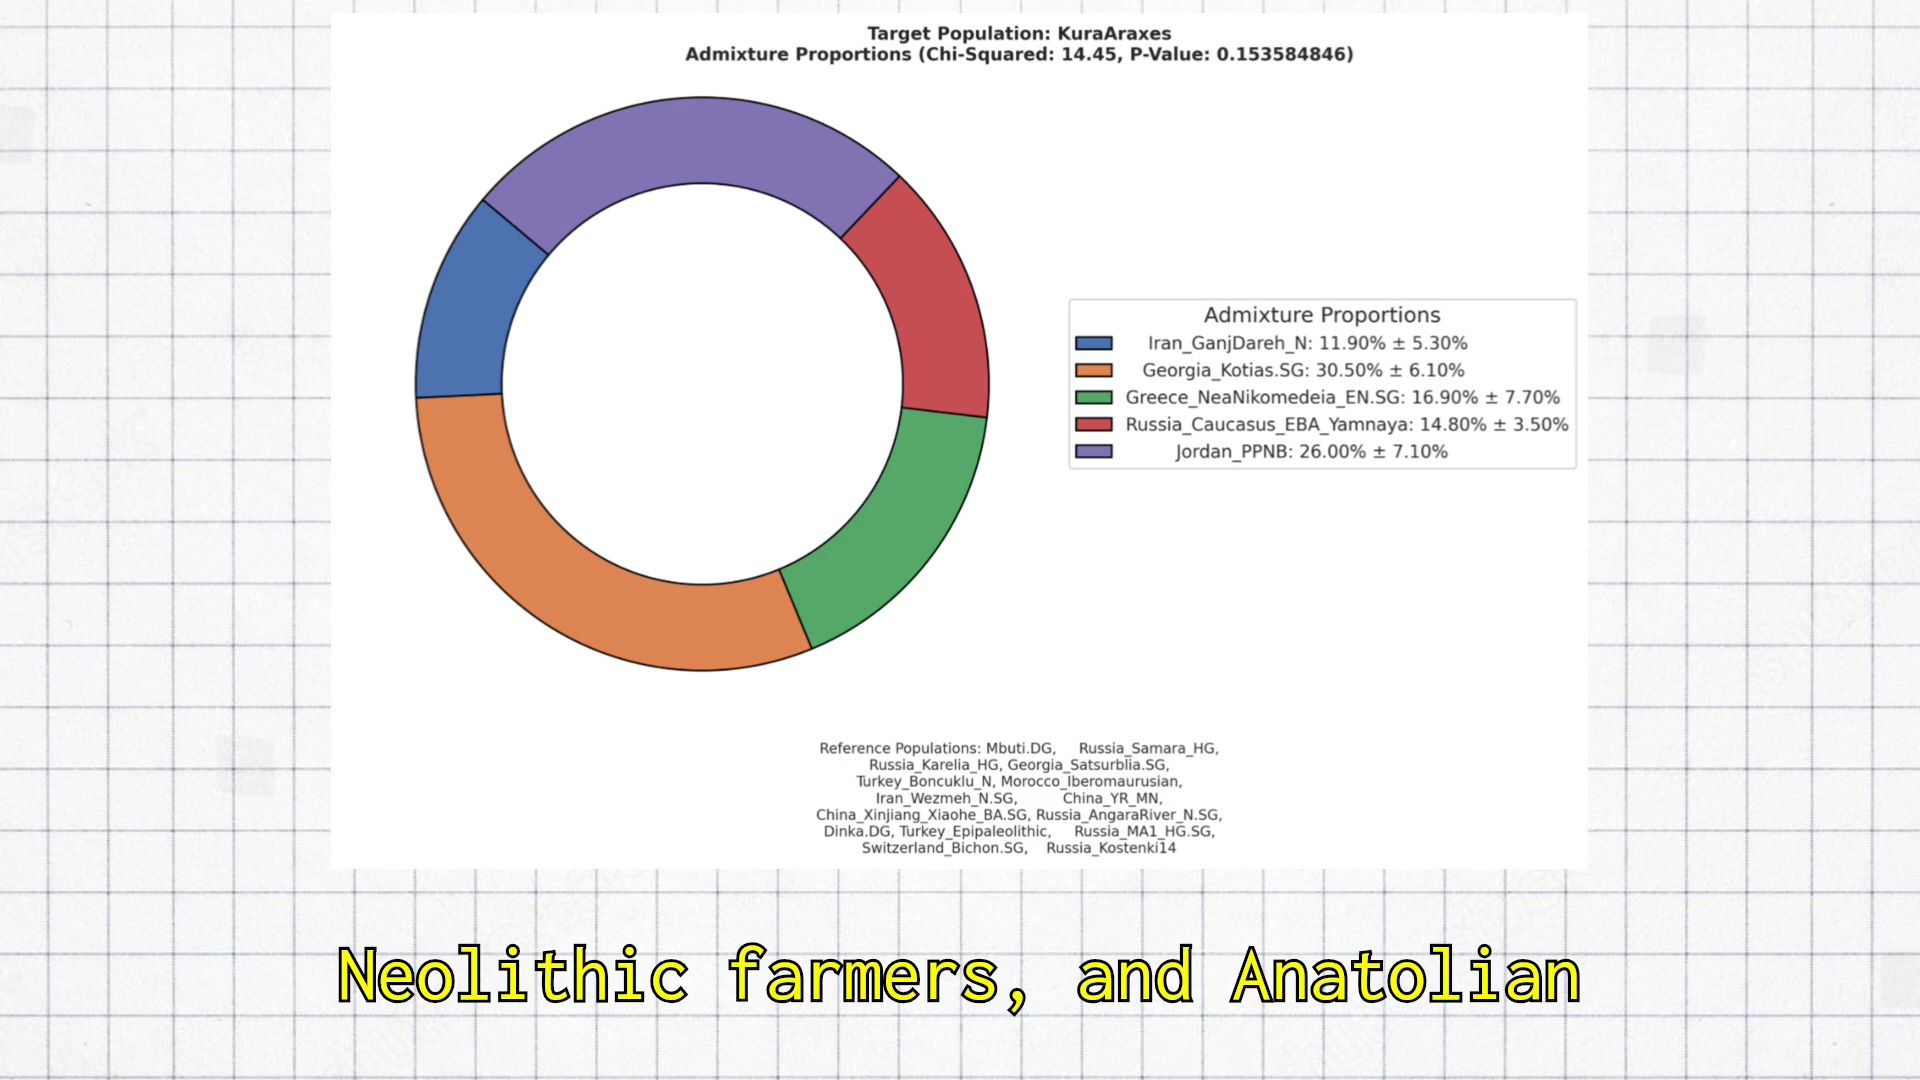 Target Population: KuraAraxes
Admixture Proportions (Chi-Squared: 14.45, P-Value: 0.153584846)
Admixture Proportions
Iran_GanjDareh_N: 11.90% ± 5.30%
Georgia_Kotias.SG: 30.50% ± 6.10%
Greece_NeaNikomedeia_EN.SG: 16.90% ± 7.70%
Russia_Caucasus_EBA_Yamnaya: 14.80% ± 3.50%
Jordan_PPNB: 26.00% ± 7.10%
Reference Populations: Mbuti.DG, Russia_Samara_HG,
Russia_Karelia_HG, Georgia_Satsurblia.SG,
Turkey_Boncuklu_N, Morocco_Iberomaurusian,
Iran_Wezmeh_N.SG, China_YR_MN,
China_Xinjiang_Xiaohe_BA.SG, Russia_AngaraRiver_N.SG,
Dinka.DG, Turkey_Epipaleolithic, Russia_MA1_HG.SG,
Switzerland_Bichon.SG, Russia_Kostenki14
Neolithic farmers, and Anatolian